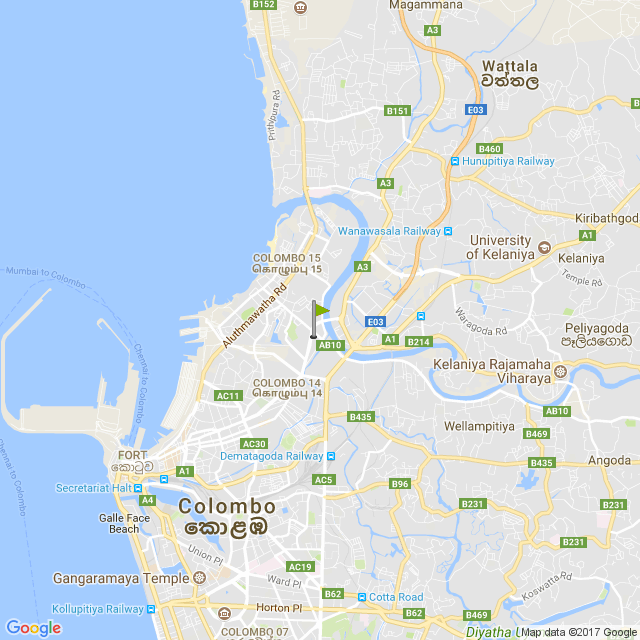 B152
Magammana
A3
Wattala
වත්තල
E03
B151
Prithipura Rd
B460
Hunupitiya Railway
A3
Kiribathgod
Wanawasala Railway
A1
University
of Kelaniya
Kelaniya
COLOMBO 15
கொழும்பு 15
A3
Mumbai to Colombo
Temple Rd
Aluthmawatha Rd
Waragoda Rd
E03
A1
B214
AB10
Peliyagoda
පෑලියගොඩ
Chennai to Colombo
Kelaniya Rajamaha
Viharaya
COLOMBO 14
கொழும்பு 14
AC11
AB10
B435
Wellampitiya
B469
AC30
Dematagoda Railway
FORT
කොටුව
A1
B435
Angoda
Chennai to Colombo
Secretariat Halt
A4
AC5
B96
B231
B231
Galle Face
Beach
Colombo
කොළඹ
Union Pl
B231
AC19
Gangaramaya Temple
Ward Pl
Koswatta Rd
B62
Cotta Road
Kollupitiya Railway
Horton Pl
B62
B469
COLOMBO 07
Diyatha
Google
Map data ©2017 Google